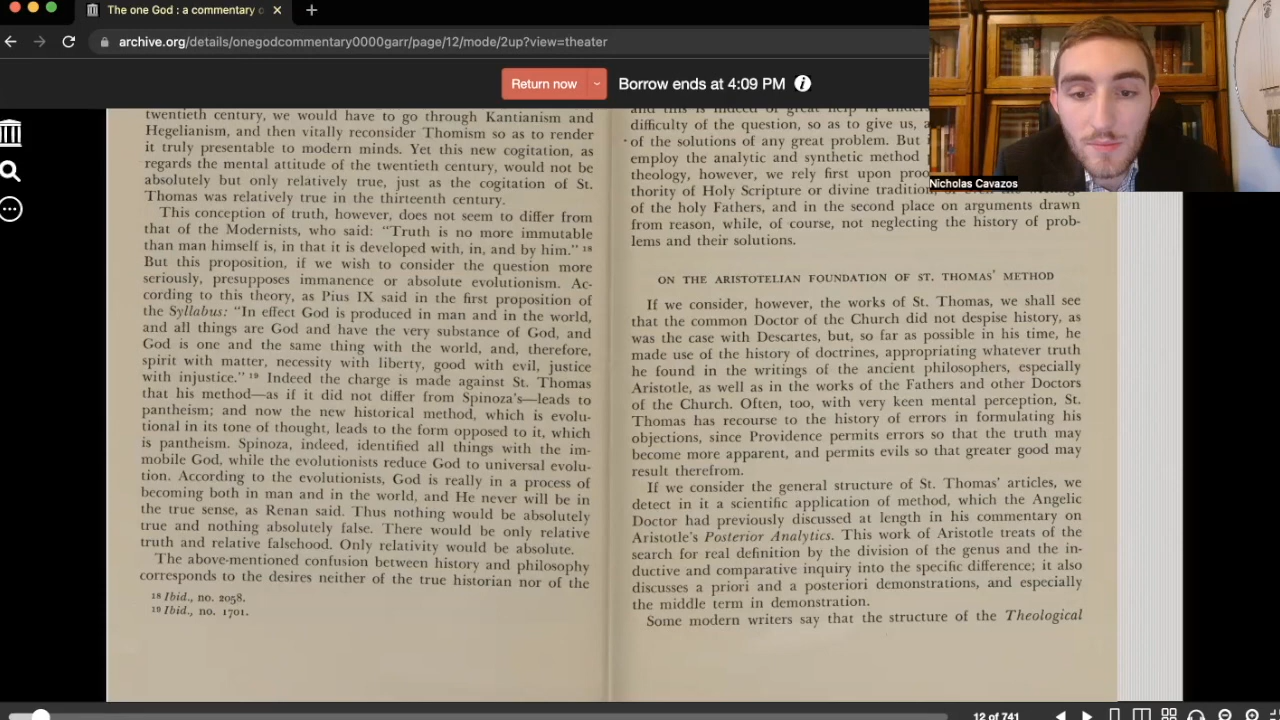 The one God : a commentary o
archive.org/details/onegodcommentary0000garr/page/12/mode/2up?view=theater
Return now
Borrow ends at 4:09 PM
Nicholas Cavazos
twentieth century, we would have to go through Kantianism and
Hegelianism, and then vitally reconsider Thomism so as to render
it truly presentable to modern minds. Yet this new cogitation, as
regards the mental attitude of the twentieth century, would not be
absolutely but only relatively true, just as the cogitation of St.
Thomas was relatively true in the thirteenth century.
This conception of truth, however, does not seem to differ from
that of the Modernists, who said: "Truth is no more immutable
than man himself is, in that it is developed with, in, and by him." 18
But this proposition, if we wish to consider the question more
seriously, presupposes immanence or absolute evolutionism. Ac-
cording to this theory, as Pius IX said in the first proposition of
the Syllabus: "In effect God is produced in man and in the world,
and all things are God and have the very substance of God, and
God is one and the same thing with the world, and, therefore,
spirit with matter, necessity with liberty, good with evil, justice
with injustice." 19 Indeed the charge is made against St. Thomas
that his method—as if it did not differ from Spinoza's—leads to
pantheism; and now the new historical method, which is evolu-
tional in its tone of thought, leads to the form opposed to it, which
is pantheism. Spinoza, indeed, identified all things with the im-
mobile God, while the evolutionists reduce God to universal evolu-
tion. According to the evolutionists, God is really in a process of
becoming both in man and in the world, and He never will be in
the true sense, as Renan said. Thus nothing would be absolutely
true and nothing absolutely false. There would be only relative
truth and relative falsehood. Only relativity would be absolute.
The above-mentioned confusion between history and philosophy
corresponds to the desires neither of the true historian nor of the
18 Ibid., no. 2058.
19 Ibid., no. 1701.
and this is indeed of great help in
difficulty of the question, so as to give us, a
of the solutions of any great problem. But
employ the analytic and synthetic method
theology, however, we rely first upon
thority of Holy Scripture or divine
of the holy Fathers, and in the second place on arguments drawn
from reason, while, of course, not neglecting the history of prob-
lems and their solutions.
ON THE ARISTOTELIAN FOUNDATION OF ST. THOMAS' METHOD
If we consider, however, the works of St. Thomas, we shall see
that the common Doctor of the Church did not despise history, as
was the case with Descartes, but, so far as possible in his time, he
made use of the history of doctrines, appropriating whatever truth
he found in the writings of the ancient philosophers, especially
Aristotle, as well as in the works of the Fathers and other Doctors
of the Church. Often, too, with very keen mental perception, St.
Thomas has recourse to the history of errors in formulating his
objections, since Providence permits errors so that the truth may
become more apparent, and permits evils so that greater good may
result therefrom.
If we consider the general structure of St. Thomas' articles, we
detect in it a scientific application of method, which the Angelic
Doctor had previously discussed at length in his commentary on
Aristotle's Posterior Analytics. This work of Aristotle treats of the
search for real definition by the division of the genus and the in-
ductive and comparative inquiry into the specific difference; it also
discusses a priori and a posteriori demonstrations, and especially
the middle term in demonstration.
Some modern writers say that the structure of the Theological
12 of 741